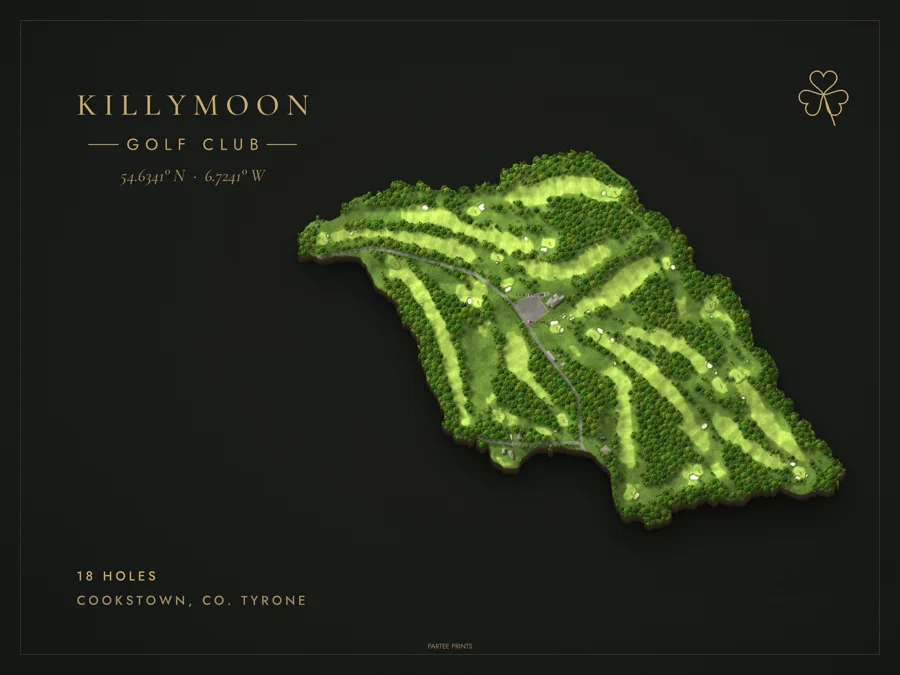 KILLYMOON
GOLF CLUB
54.6341° N · 6.7241° W
18 HOLES
COOKSTOWN, CO. TYRONE
PARTEE PRINTS